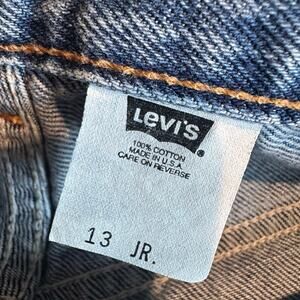 Levi's
®
100% COTTON
MADE IN U.S.A.
CARE ON REVERSE
13 JR.